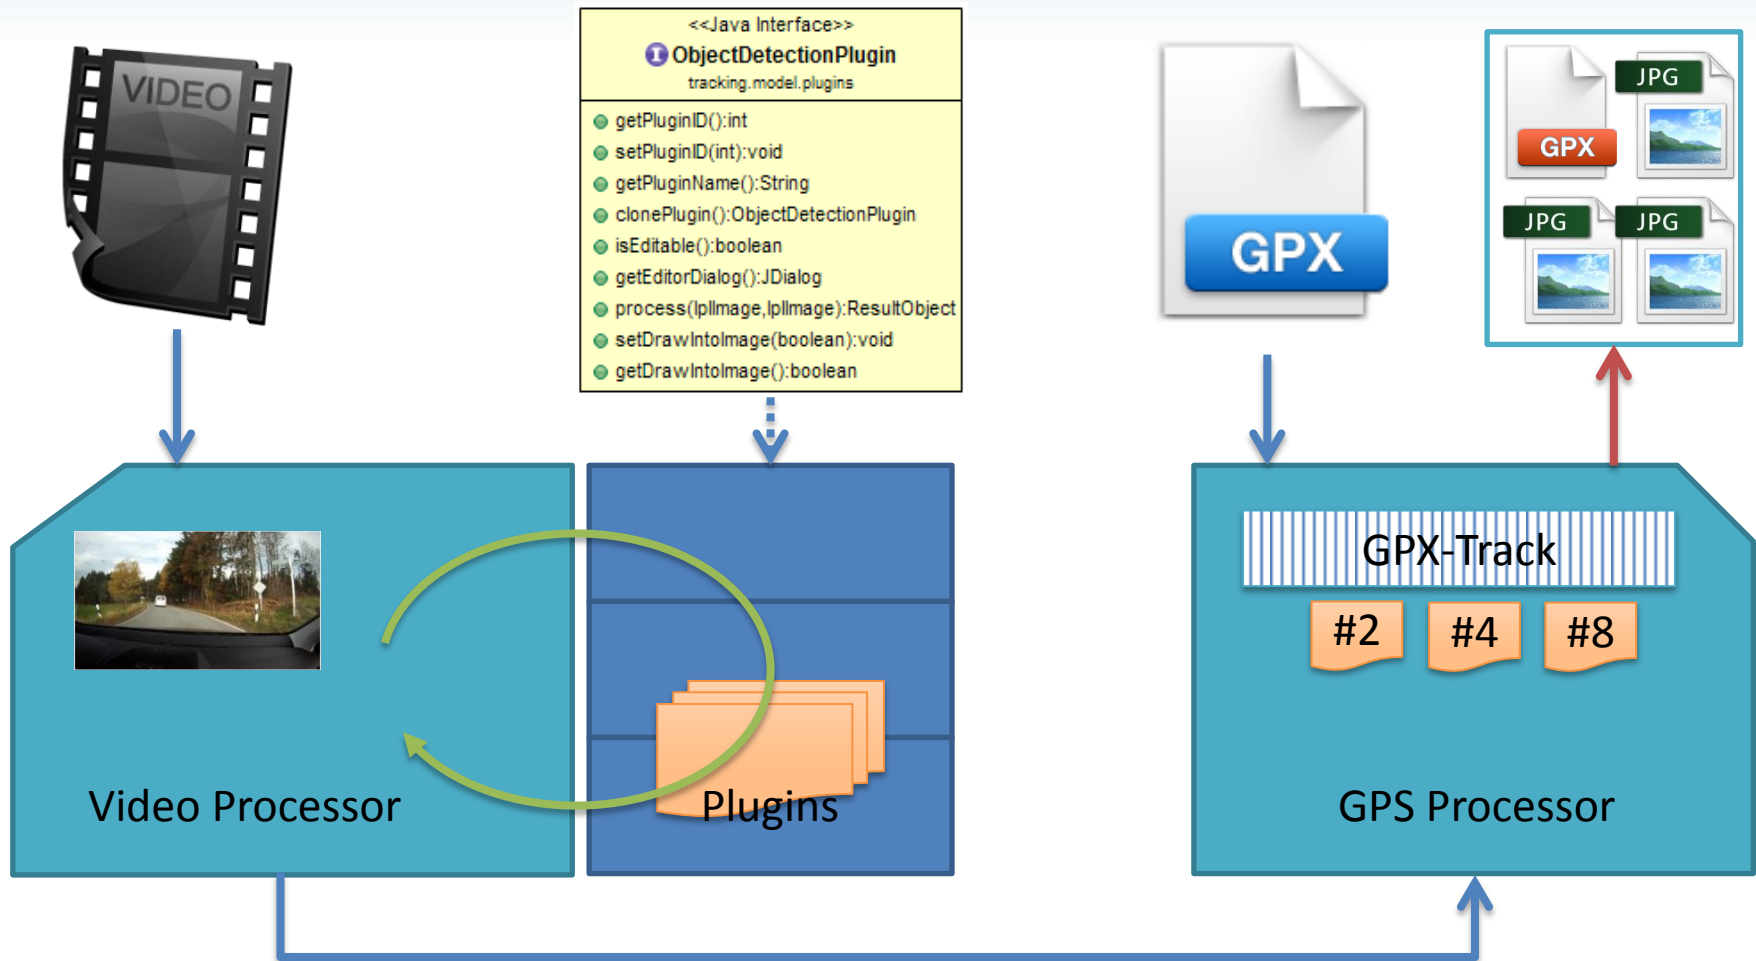 VIDEO
<<Java Interface>>
ObjectDetectionPlugin
tracking.model.plugins
getPluginID():int
setPluginID(int):void
getPluginName():String
clonePlugin():ObjectDetectionPlugin
isEditable():boolean
getEditorDialog():JDialog
process(IplImage,IplImage):ResultObject
setDrawIntoImage(boolean):void
getDrawIntoImage():boolean
GPX
GPX
JPG
JPG
JPG
Video Processor
Plugins
GPX-Track
#2
#4
#8
GPS Processor